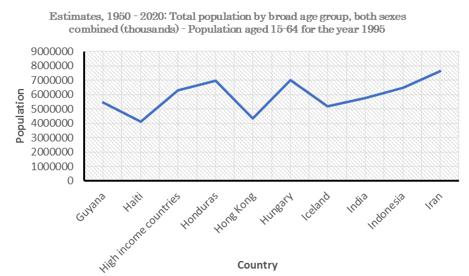 Estimates, 1950 - 2020: Total population by broad age group, both sexes
combined (thousands) - Population aged 15-64 for the year 1995
9000000
8000000
7000000
6000000
5000000
4000000
3000000
2000000
1000000
0
Population
Guyana
Haiti
High income countries
Honduras
Hong Kong
Hungary
Iceland
India
Indonesia
Iran
Country